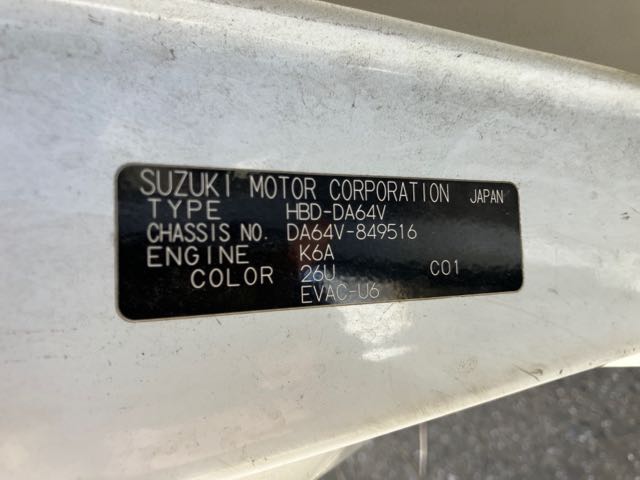 SUZUKI MOTOR CORPORATION JAPAN
TYPE HBD-DA64V
CHASSIS NO. DA64V-849516
ENGINE K6A
COLOR 26U C01
EVAC-U6